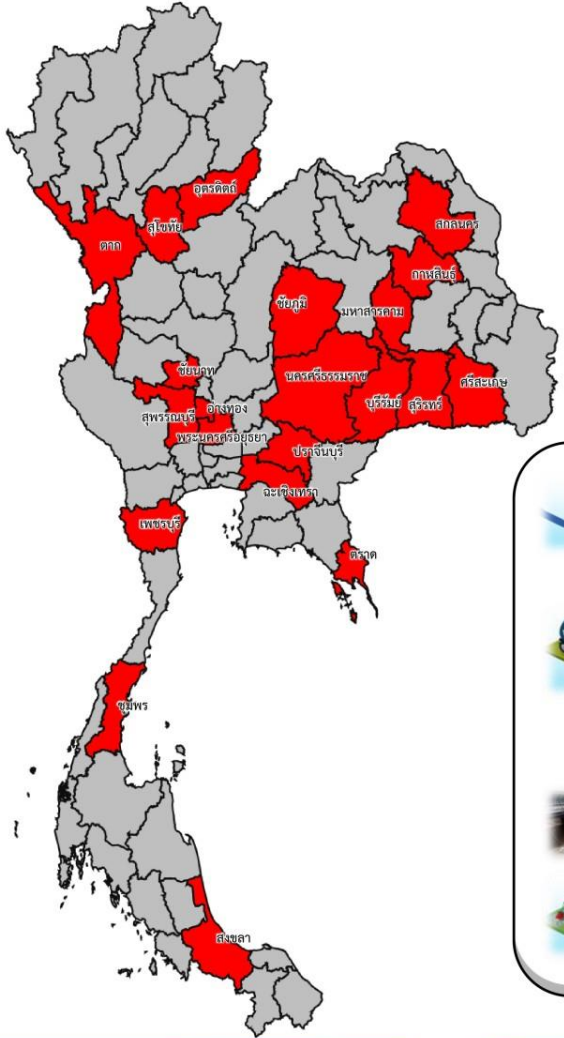 อุตรดิตถ์
สุโขทัย
ตาก
สกลนคร
กาฬสินธุ์
ชัยภูมิ
มหาสารคาม
ชัยนาท
นครศรีธรรมราช
ศรีสะเกษ
สุพรรณบุรี
อ่างทอง
บุรีรัมย์
สุริทร์
พระนครศรีอยุธยา
ปราจีนบุรี
ฉะเชิงเทรา
เพชรบุรี
ตราด
ชุมพร
สงขลา